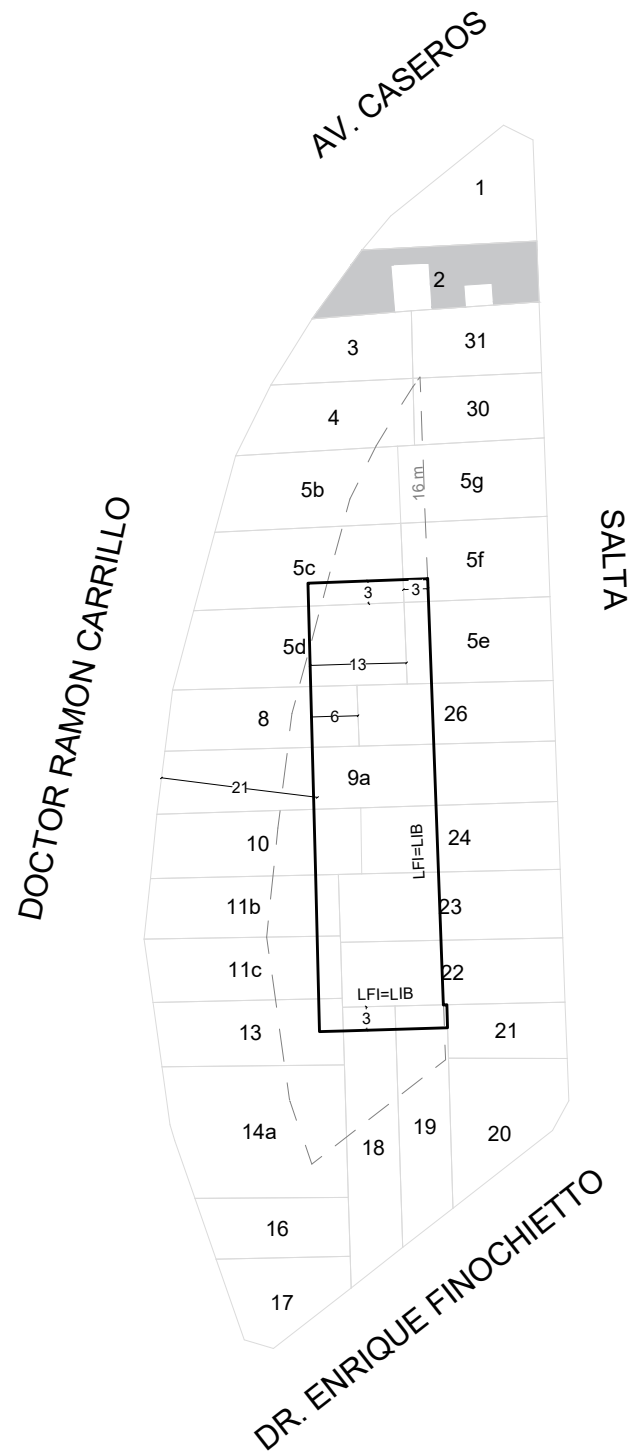 AV. CASEROS
1
2
31
3
30
4
16 m
5g
5b
5f
5c
3
3
5e
5d
13
26
8
6
9a
21
24
10
LFI=LIB
23
11b
22
11c
LFI=LIB
3
21
13
14a
19
20
18
16
17
DOCTOR RAMON CARRILLO
SALTA
DR. ENRIQUE FINOCHIETTO